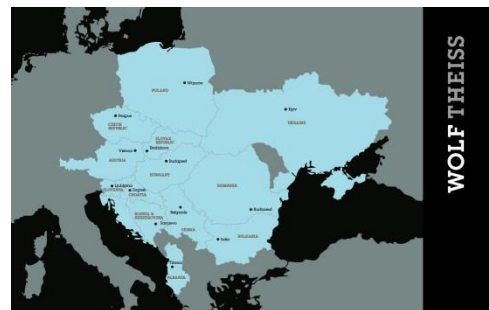 WOLF THEISS
POLAND
Warsaw
Prague
CZECH
REPUBLIC
Kyiv
UKRAINE
SLOVAK
REPUBLIC
Vienna
Bratislava
AUSTRIA
Budapest
HUNGARY
Ljubljana
SLOVENIA
Zagreb
CROATIA
ROMANIA
BOSNIA &
HERZEGOVINA
Belgrade
Bucharest
Sarajevo
SERBIA
Sofia
BULGARIA
Tirana
ALBANIA